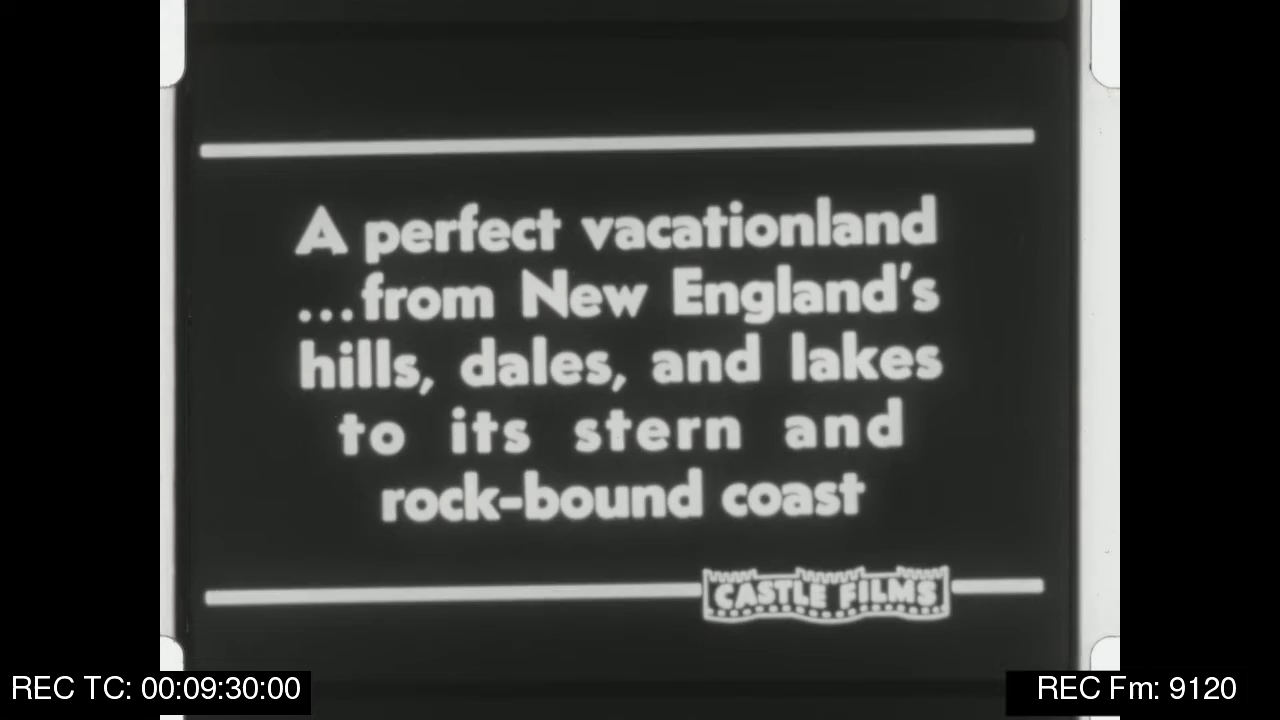 A perfect vacationland
...from New England's
hills, dales, and lakes
to its stern and
rock-bound coast
CASTLE FILMS
REC TC: 00:09:30:00
REC Fm: 9120